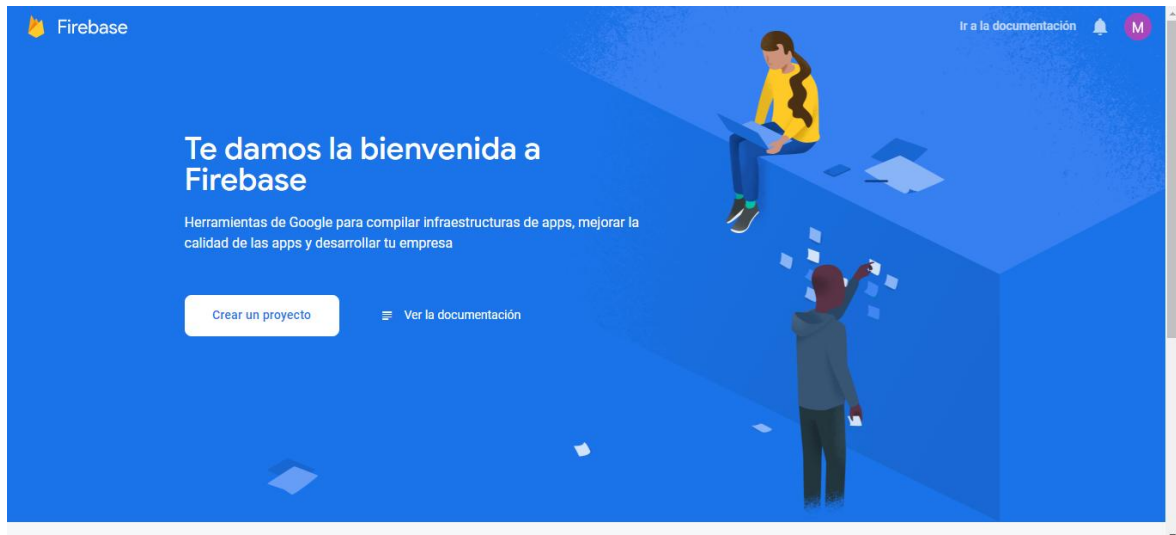 Firebase
Ir a la documentación
M
Te damos la bienvenida a
Firebase
Herramientas de Google para compilar infraestructuras de apps, mejorar la
calidad de las apps y desarrollar tu empresa
Crear un proyecto
Ver la documentación